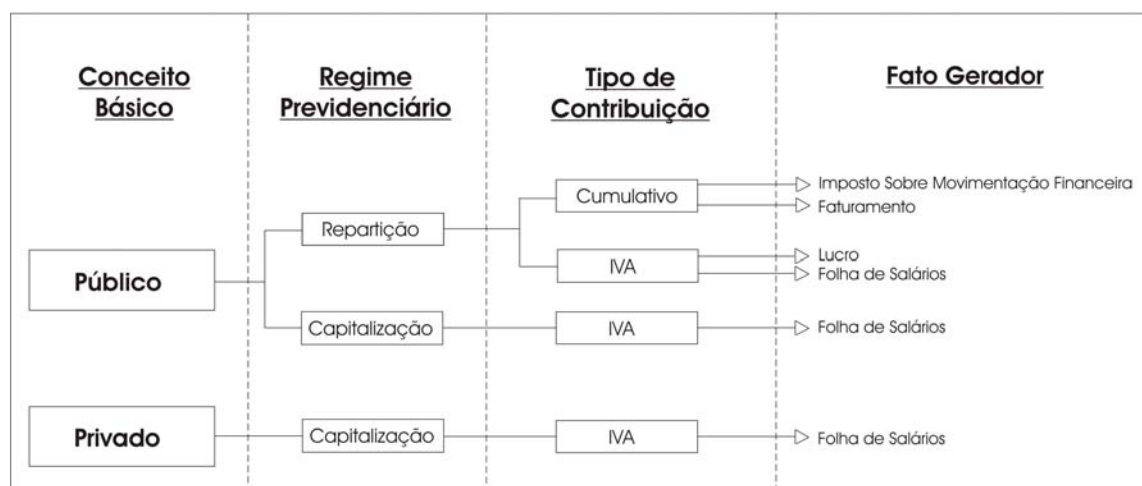 Conceito
Básico
Regime
Previdenciário
Tipo de
Contribuição
Fato Gerador
Público
Repartição
Cumulativo
Imposto Sobre Movimentação Financeira
Faturamento
IVA
Lucro
Folha de Salários
Capitalização
IVA
Folha de Salários
Privado
Capitalização
IVA
Folha de Salários